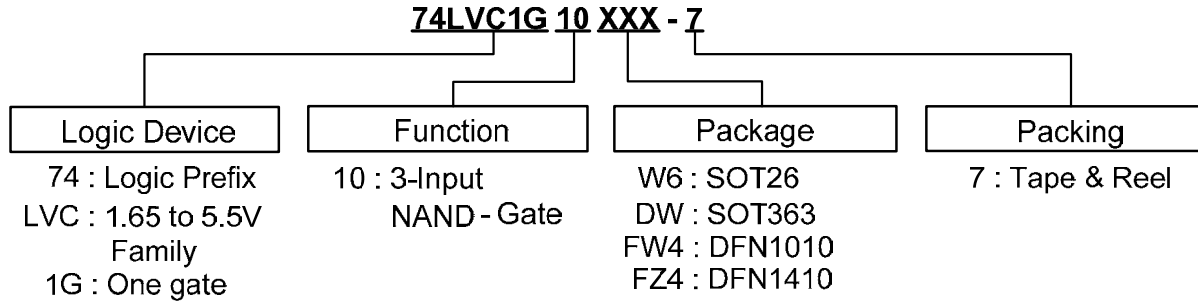 74LVC1G 10 XXX - 7
Logic Device
74 : Logic Prefix
LVC : 1.65 to 5.5V
Family
1G : One gate
Function
10 : 3-Input
NAND - Gate
Package
W6 : SOT26
DW : SOT363
FW4 : DFN1010
FZ4 : DFN1410
Packing
7 : Tape & Reel